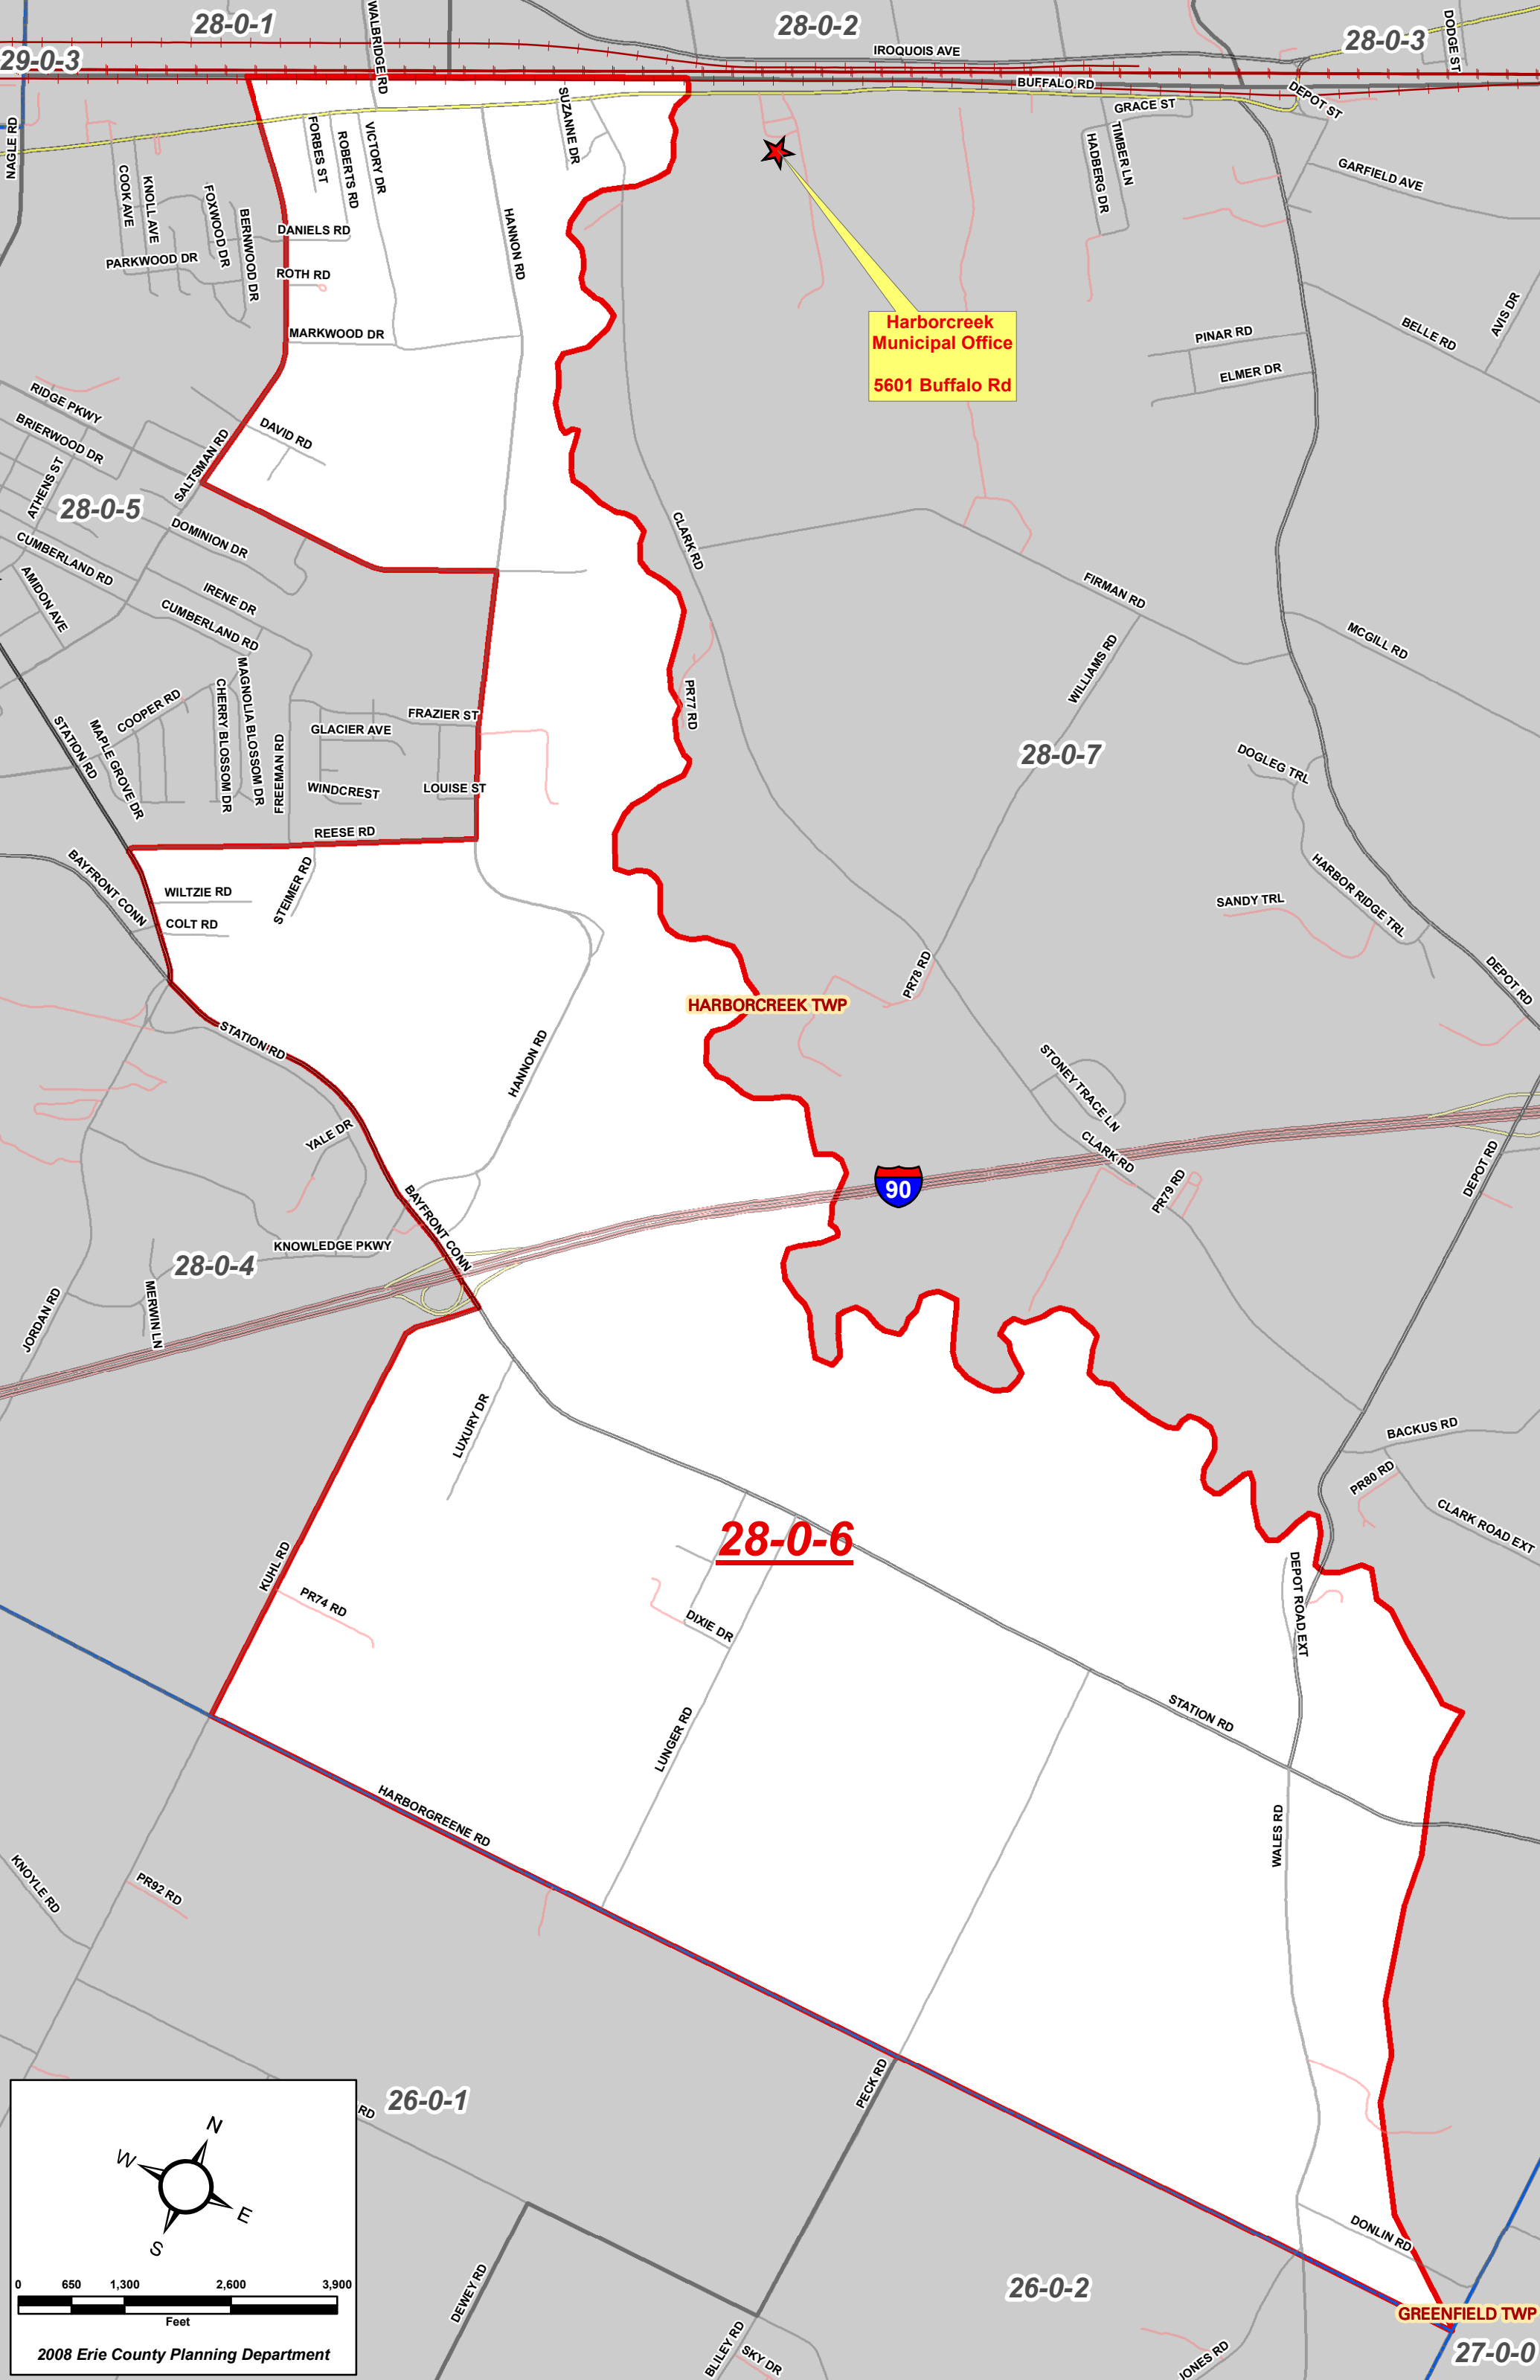 28-0-1
28-0-2
28-0-3
29-0-3
WALBRIDGE RD
IROQUOIS AVE
DODGE ST
BUFFALO RD
DEPOT ST
NAGLE RD
SUZANNE DR
GRACE ST
FORBES ST
ROBERTS RD
VICTORY DR
HADBERG DR
TIMBER LN
GARFIELD AVE
COOK AVE
KNOLL AVE
FOXWOOD DR
BERNWOOD DR
HANNON RD
DANIELS RD
PARKWOOD DR
ROTH RD
MARKWOOD DR
Harborcreek
Municipal Office
5601 Buffalo Rd
PINAR RD
BELLE RD
AVIS DR
ELMER DR
RIDGE PKWY
BRIERWOOD DR
DAVID RD
SALTSMAN RD
ATHENS ST
28-0-5
DOMINION DR
CLARK RD
CUMBERLAND RD
AMIDON AVE
IRENE DR
CUMBERLAND RD
FIRMAN RD
MCGILL RD
WILLIAMS RD
PR77 RD
MAGNOLIA BLOSSOM DR
CHERRY BLOSSOM DR
COOPER RD
FRAZIER ST
STATION RD
MAPLE GROVE DR
FREEMAN RD
GLACIER AVE
28-0-7
DOGLEG TRL
WINDCREST
LOUISE ST
REESE RD
BAYFRONT CONN
WILTZIE RD
STEIMER RD
COLT RD
HARBOR RIDGE TRL
SANDY TRL
PR78 RD
DEPOT RD
HARBORCREEK TWP
STATION RD
HANNON RD
STONEY TRACE LN
YALE DR
CLARK RD
PR79 RD
DEPOT RD
90
BAYFRONT CONN
KNOWLEDGE PKWY
28-0-4
JORDAN RD
MERWIN LN
LUXURY DR
BACKUS RD
PR80 RD
CLARK ROAD EXT
28-0-6
KUHL RD
PR74 RD
DEPOT ROAD EXT
DIXIE DR
STATION RD
LUNGER RD
HARBORGREENE RD
WALES RD
KNOYLE RD
PR92 RD
PECK RD
26-0-1
RD
N
W
E
S
DONLIN RD
DEWEY RD
26-0-2
0 650 1,300 2,600 3,900
Feet
GREENFIELD TWP
BLILEY RD
SKY DR
JONES RD
27-0-0
2008 Erie County Planning Department